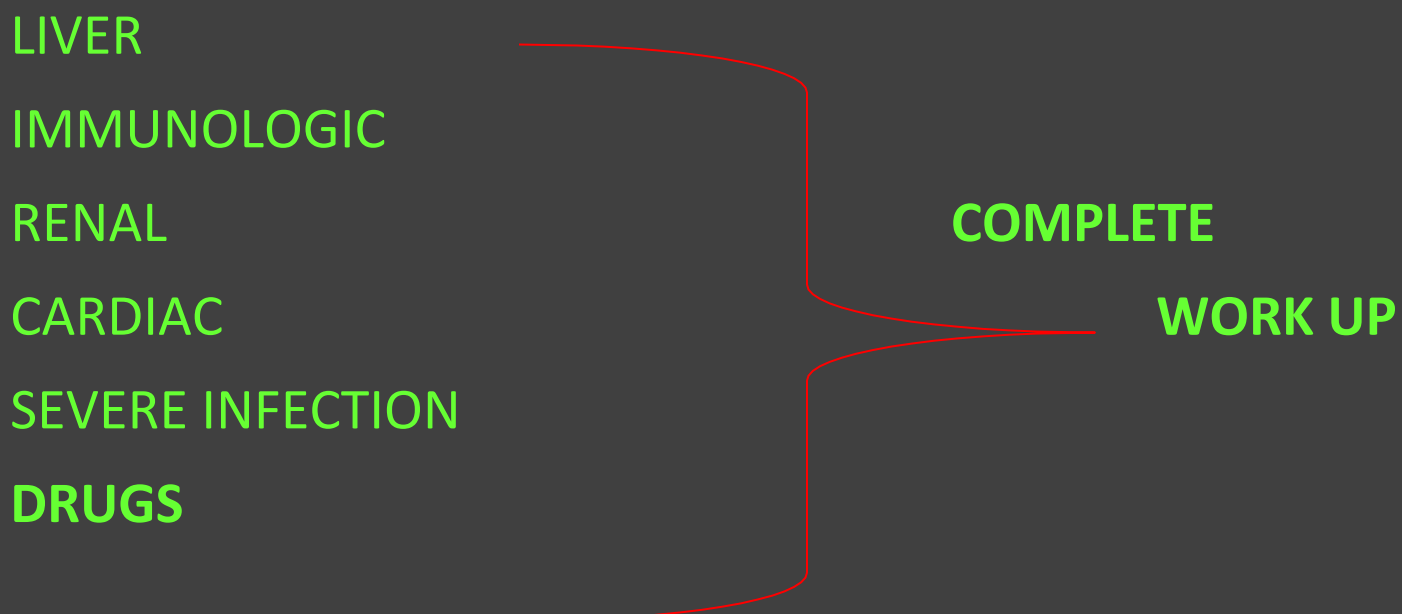 LIVER
IMMUNOLOGIC
RENAL
CARDIAC
SEVERE INFECTION
DRUGS
COMPLETE
WORK UP